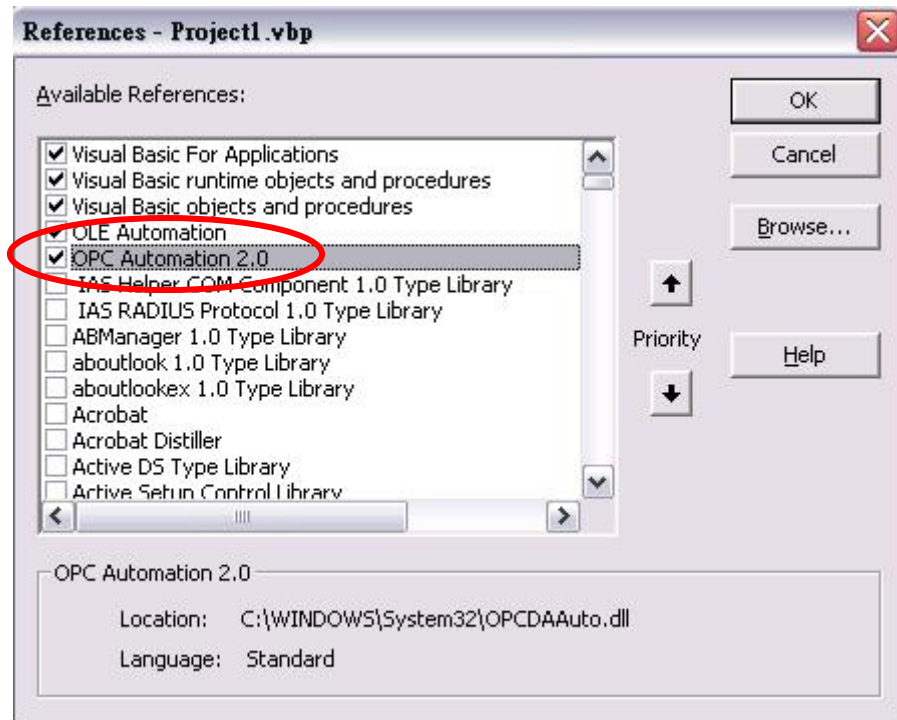 References - Project1.vbp
Available References:
OK
Cancel
Browse...
Help
Visual Basic For Applications
Visual Basic runtime objects and procedures
Visual Basic objects and procedures
OLE Automation
OPC Automation 2.0
IAS Helper COM Component 1.0 Type Library
IAS RADIUS Protocol 1.0 Type Library
ABManager 1.0 Type Library
aboutlook 1.0 Type Library
aboutlookex 1.0 Type Library
Acrobat
Acrobat Distiller
Active DS Type Library
Active Setup Control Library
Priority
OPC Automation 2.0
Location: C:\WINDOWS\System32\OPCDAAuto.dll
Language: Standard